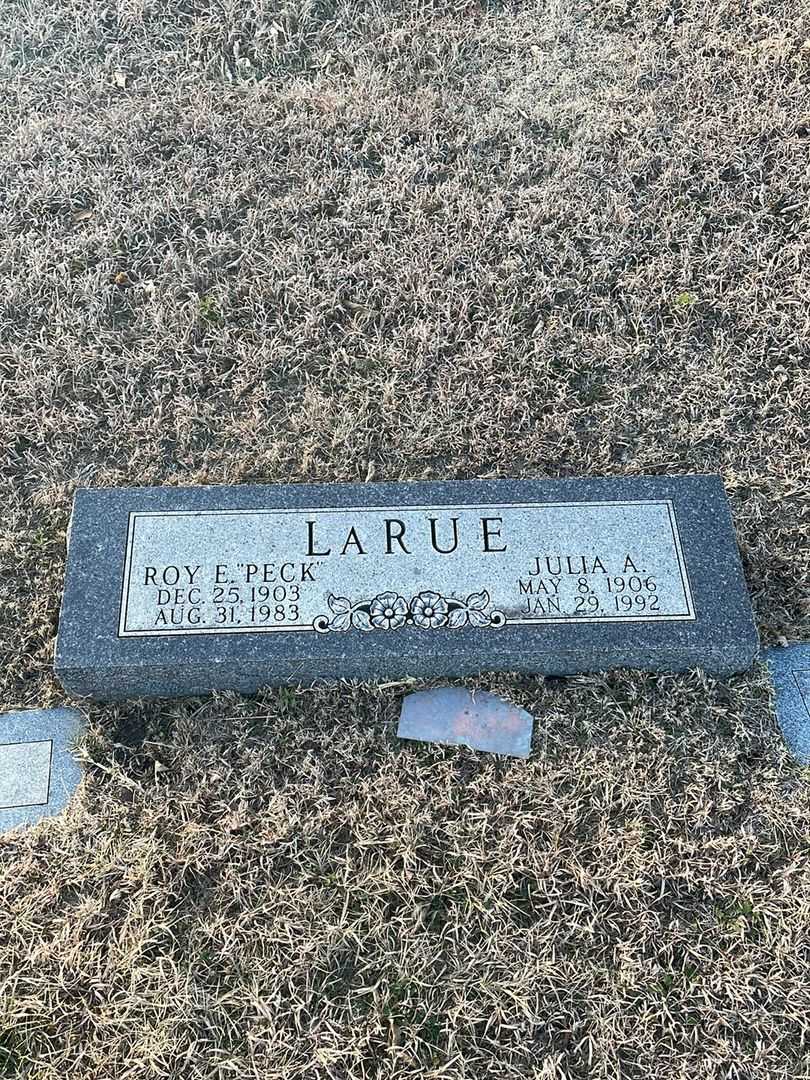 LaRUE
ROY E. "PECK"
DEC. 25, 1903
AUG. 31, 1983
JULIA A.
MAY 8, 1906
JAN. 29, 1992